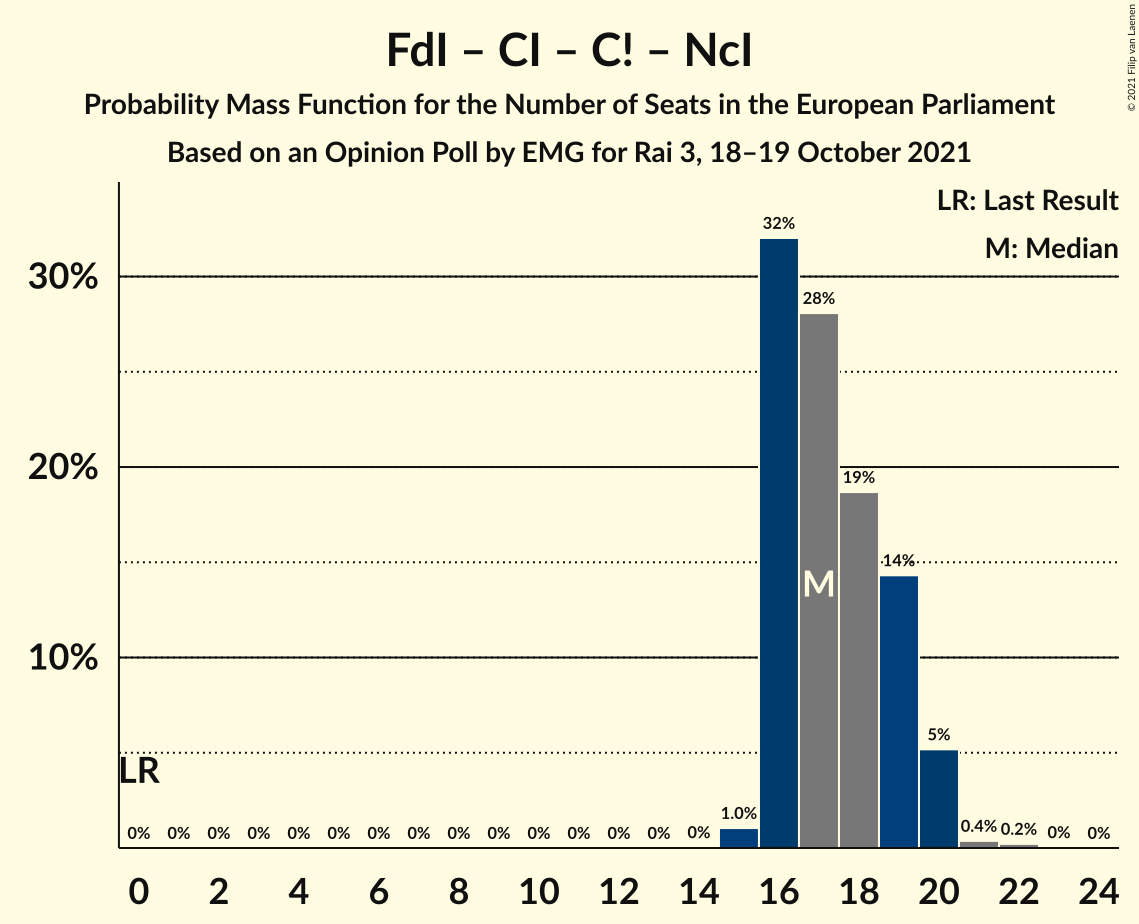 FdI – CI – C! – NcI
Probability Mass Function for the Number of Seats in the European Parliament
Based on an Opinion Poll by EMG for Rai 3, 18–19 October 2021
© 2021 Filip van Laenen
LR: Last Result
M: Median
32%
30%
28%
20%
19%
14%
M
10%
5%
LR
0% 0% 0% 0% 0% 0% 0% 0% 0% 0% 0% 0% 0% 0% 0% 1.0% 0.4% 0.2% 0% 0%
0 2 4 6 8 10 12 14 16 18 20 22 24